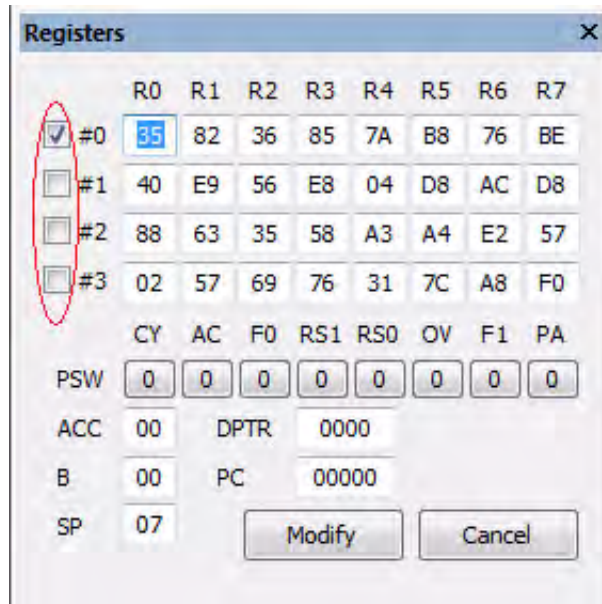 Registers
R0 R1 R2 R3 R4 R5 R6 R7
#0 35 82 36 85 7A B8 76 BE
#1 40 E9 56 E8 04 D8 AC D8
#2 88 63 35 58 A3 A4 E2 57
#3 02 57 69 76 31 7C A8 F0
CY AC F0 RS1 RS0 OV F1 PA
PSW 0 0 0 0 0 0 0 0
ACC 00 DPTR 0000
B 00 PC 00000
SP 07 Modify Cancel